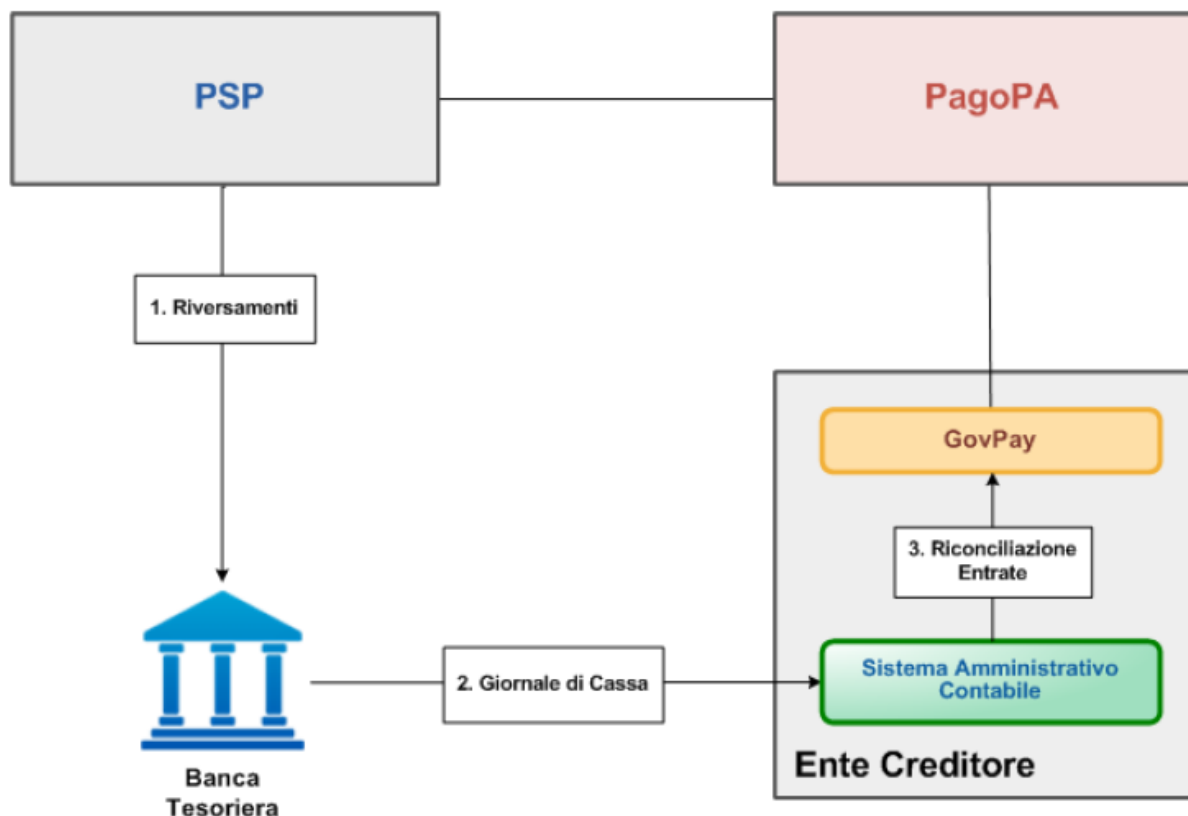 PSP
PagoPA
1. Riversamenti
GovPay
3. Riconciliazione
Entrate
Sistema Amministrativo
Contabile
2. Giornale di Cassa
Ente Creditore
Banca
Tesoriera